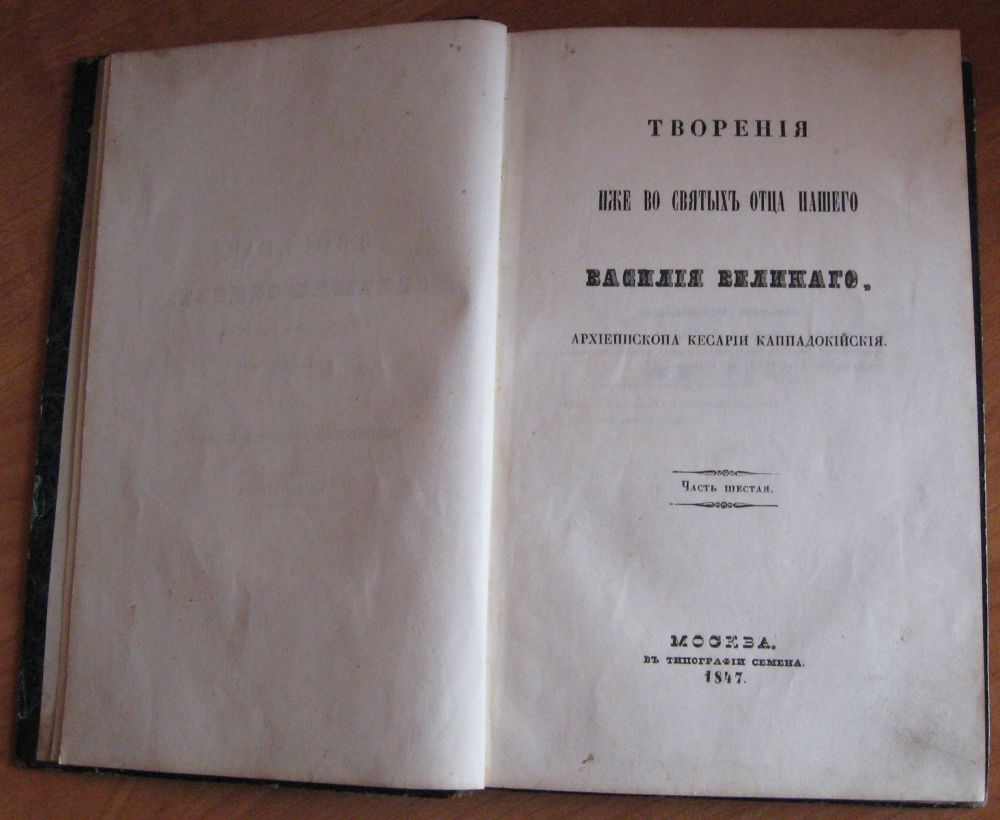 ТВОРЕНІЯ
ИЖЕ ВО СВЯТЫХЪ ОТЦА НАШЕГО
ВАСИЛІЯ ВЕЛИКАГО,
АРХІЕПИСКОПА КЕСАРІИ КАППАДОКІЙСКІЯ.
Часть шестая.
МОСКВА.
ВЪ ТИПОГРАФІИ СЕМЕНА.
1847.